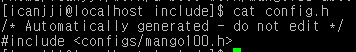 [icanjji@localhost include]$ cat config.h
/* Automatically generated - do not edit */
#include <configs/mango100.h>